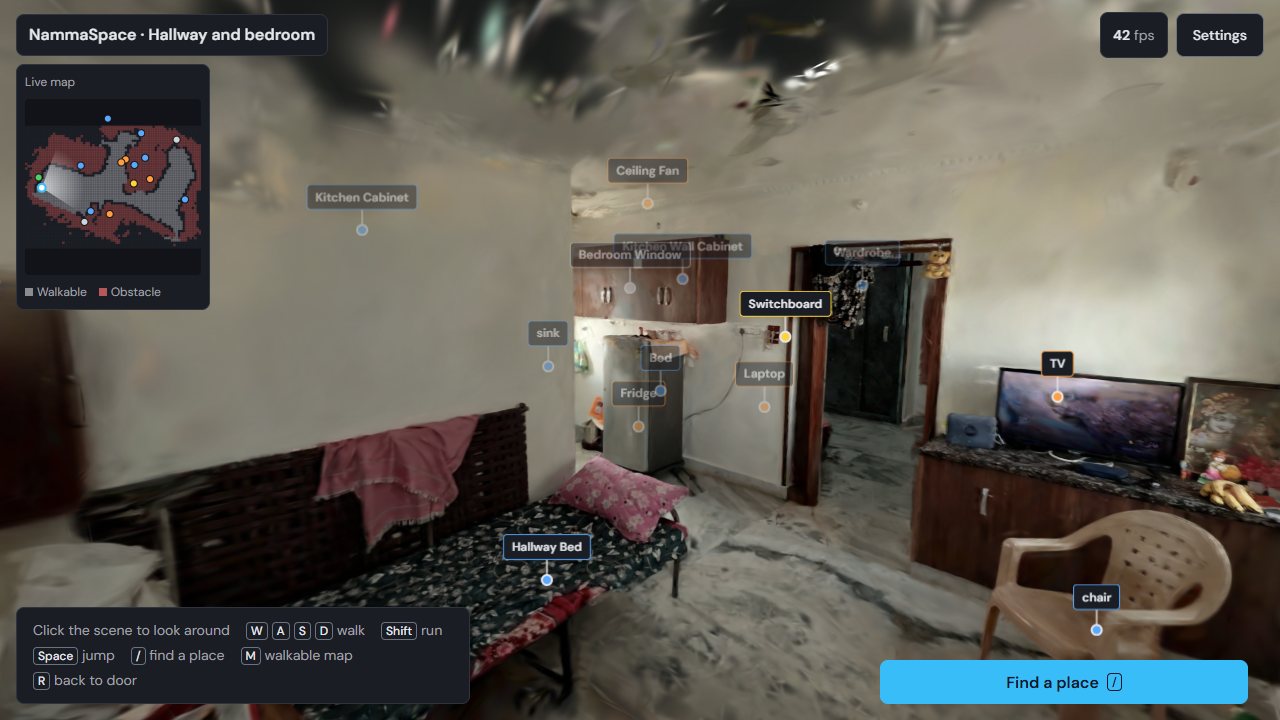 NammaSpace · Hallway and bedroom
42 fps
Settings
Live map
Walkable
Obstacle
Ceiling Fan
Kitchen Cabinet
Kitchen Wall Cabinet
Bedroom Window
Wardrobe
Switchboard
sink
Bed
Laptop
TV
Fridge
Hallway Bed
chair
Click the scene to look around W A S D walk Shift run
Space jump / find a place M walkable map
R back to door
Find a place /